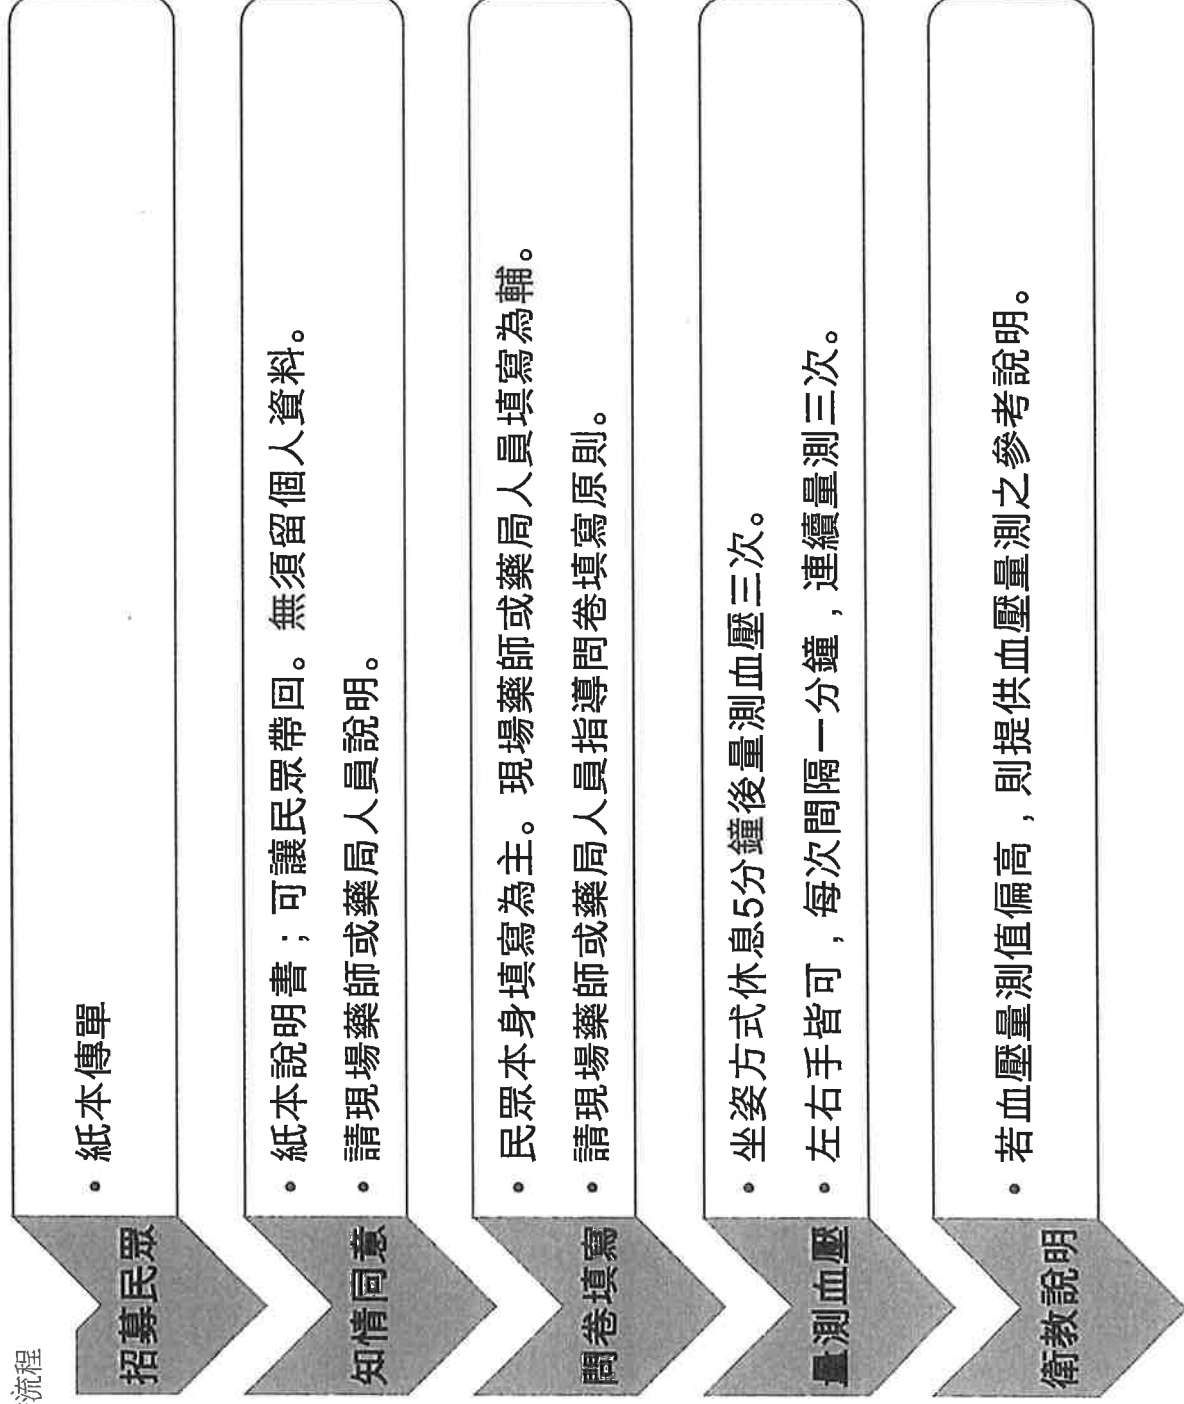 流程
招募民眾
• 紙本傳單
知情同意
• 紙本說明書；可讓民眾帶回。無須留個人資料。
• 請現場藥師或藥局人員說明。
問卷填寫
• 民眾本身填寫為主。現場藥師或藥局人員填寫為輔。
• 請現場藥師或藥局人員指導問卷填寫原則。
量測血壓
• 坐姿方式休息5分鐘後量測血壓三次。
• 左右手皆可，每次間隔一分鐘，連續量測三次。
衛教說明
• 若血壓量測值偏高，則提供血壓量測之參考說明。